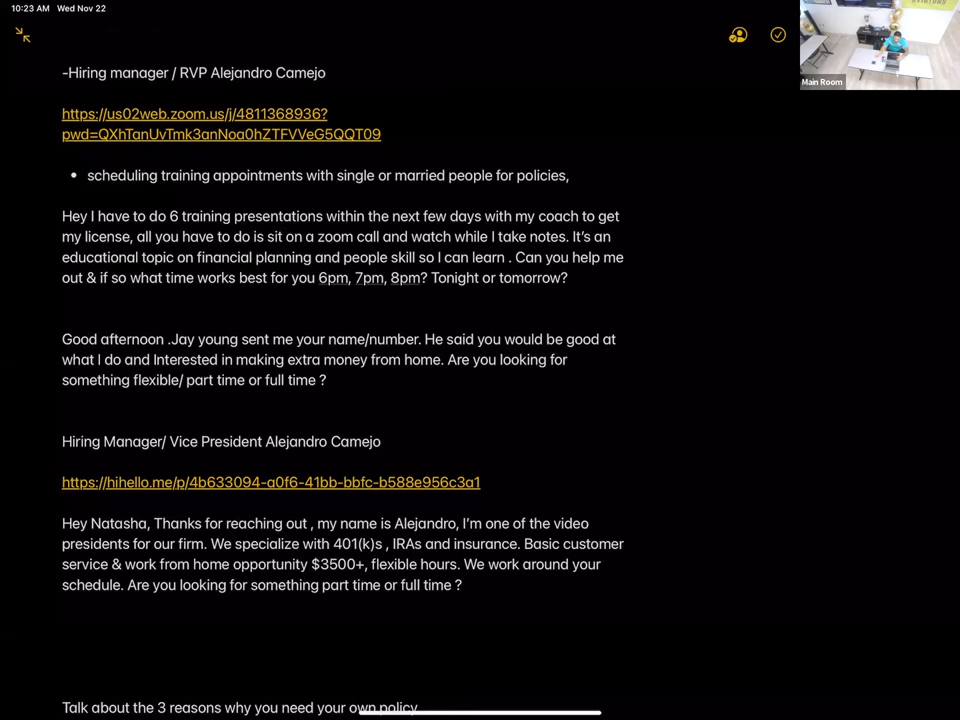 10:23 AM Wed Nov 22
Main Room
-Hiring manager / RVP Alejandro Camejo
https://us02web.zoom.us/j/4811368936?
pwd=QXhTanUvTmk3anNoa0hZTFVVeG5QQT09
• scheduling training appointments with single or married people for policies,
Hey I have to do 6 training presentations within the next few days with my coach to get
my license, all you have to do is sit on a zoom call and watch while I take notes. It’s an
educational topic on financial planning and people skill so I can learn . Can you help me
out & if so what time works best for you 6pm, 7pm, 8pm? Tonight or tomorrow?
Good afternoon .Jay young sent me your name/number. He said you would be good at
what I do and Interested in making extra money from home. Are you looking for
something flexible/ part time or full time ?
Hiring Manager/ Vice President Alejandro Camejo
https://hihello.me/p/4b633094-a0f6-41bb-bbfc-b588e956c3a1
Hey Natasha, Thanks for reaching out , my name is Alejandro, I’m one of the video
presidents for our firm. We specialize with 401(k)s , IRAs and insurance. Basic customer
service & work from home opportunity $3500+, flexible hours. We work around your
schedule. Are you looking for something part time or full time ?
Talk about the 3 reasons why you need your own policy